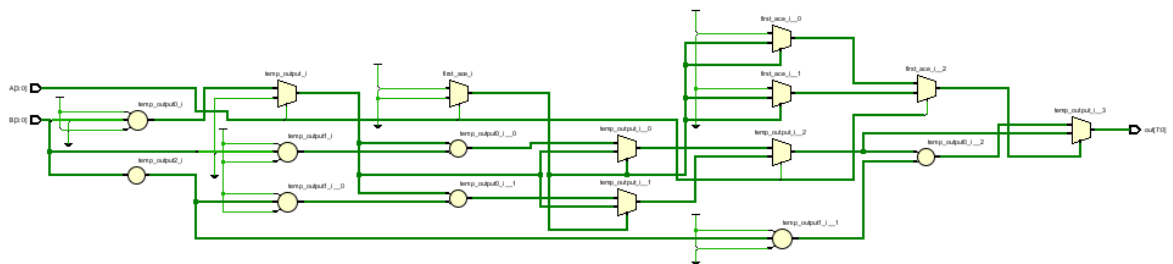 first_ace_i__0
first_ace_i__2
temp_output_i
first_ace_i
first_ace_i__1
A[3:0]
temp_output_i__3
temp_output0_i
B[3:0]
out[7:0]
temp_output1_i
temp_output0_i__0
temp_output_i__0
temp_output_i__2
temp_output0_i__2
temp_output2_i
temp_output1_i__0
temp_output0_i__1
temp_output_i__1
temp_output1_i__1